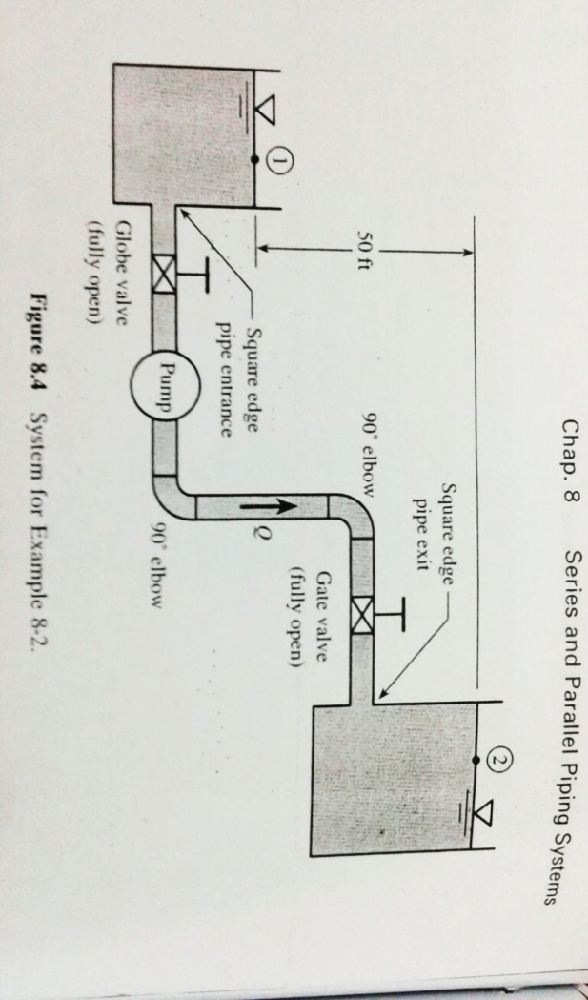 Chap. 8 Series and Parallel Piping Systems
50 ft
1
2
Square edge
pipe exit
90° elbow
Square edge
pipe entrance
Gate valve
(fully open)
Q
Pump
Globe valve
(fully open)
90° elbow
Figure 8.4 System for Example 8-2.